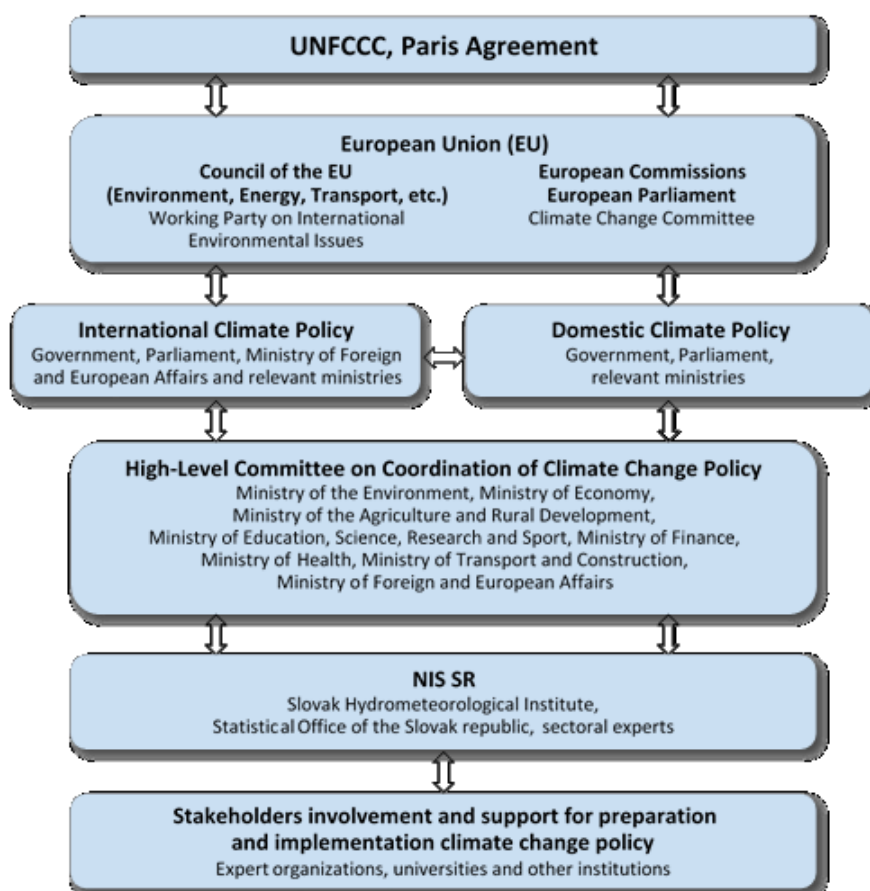 UNFCCC, Paris Agreement
European Union (EU)
Council of the EU
(Environment, Energy, Transport, etc.)
Working Party on International
Environmental Issues
European Commissions
European Parliament
Climate Change Committee
International Climate Policy
Government, Parliament, Ministry of Foreign
and European Affairs and relevant ministries
Domestic Climate Policy
Government, Parliament,
relevant ministries
High-Level Committee on Coordination of Climate Change Policy
Ministry of the Environment, Ministry of Economy,
Ministry of the Agriculture and Rural Development,
Ministry of Education, Science, Research and Sport, Ministry of Finance,
Ministry of Health, Ministry of Transport and Construction,
Ministry of Foreign and European Affairs
NIS SR
Slovak Hydrometeorological Institute,
Statistical Office of the Slovak republic, sectoral experts
Stakeholders involvement and support for preparation
and implementation climate change policy
Expert organizations, universities and other institutions